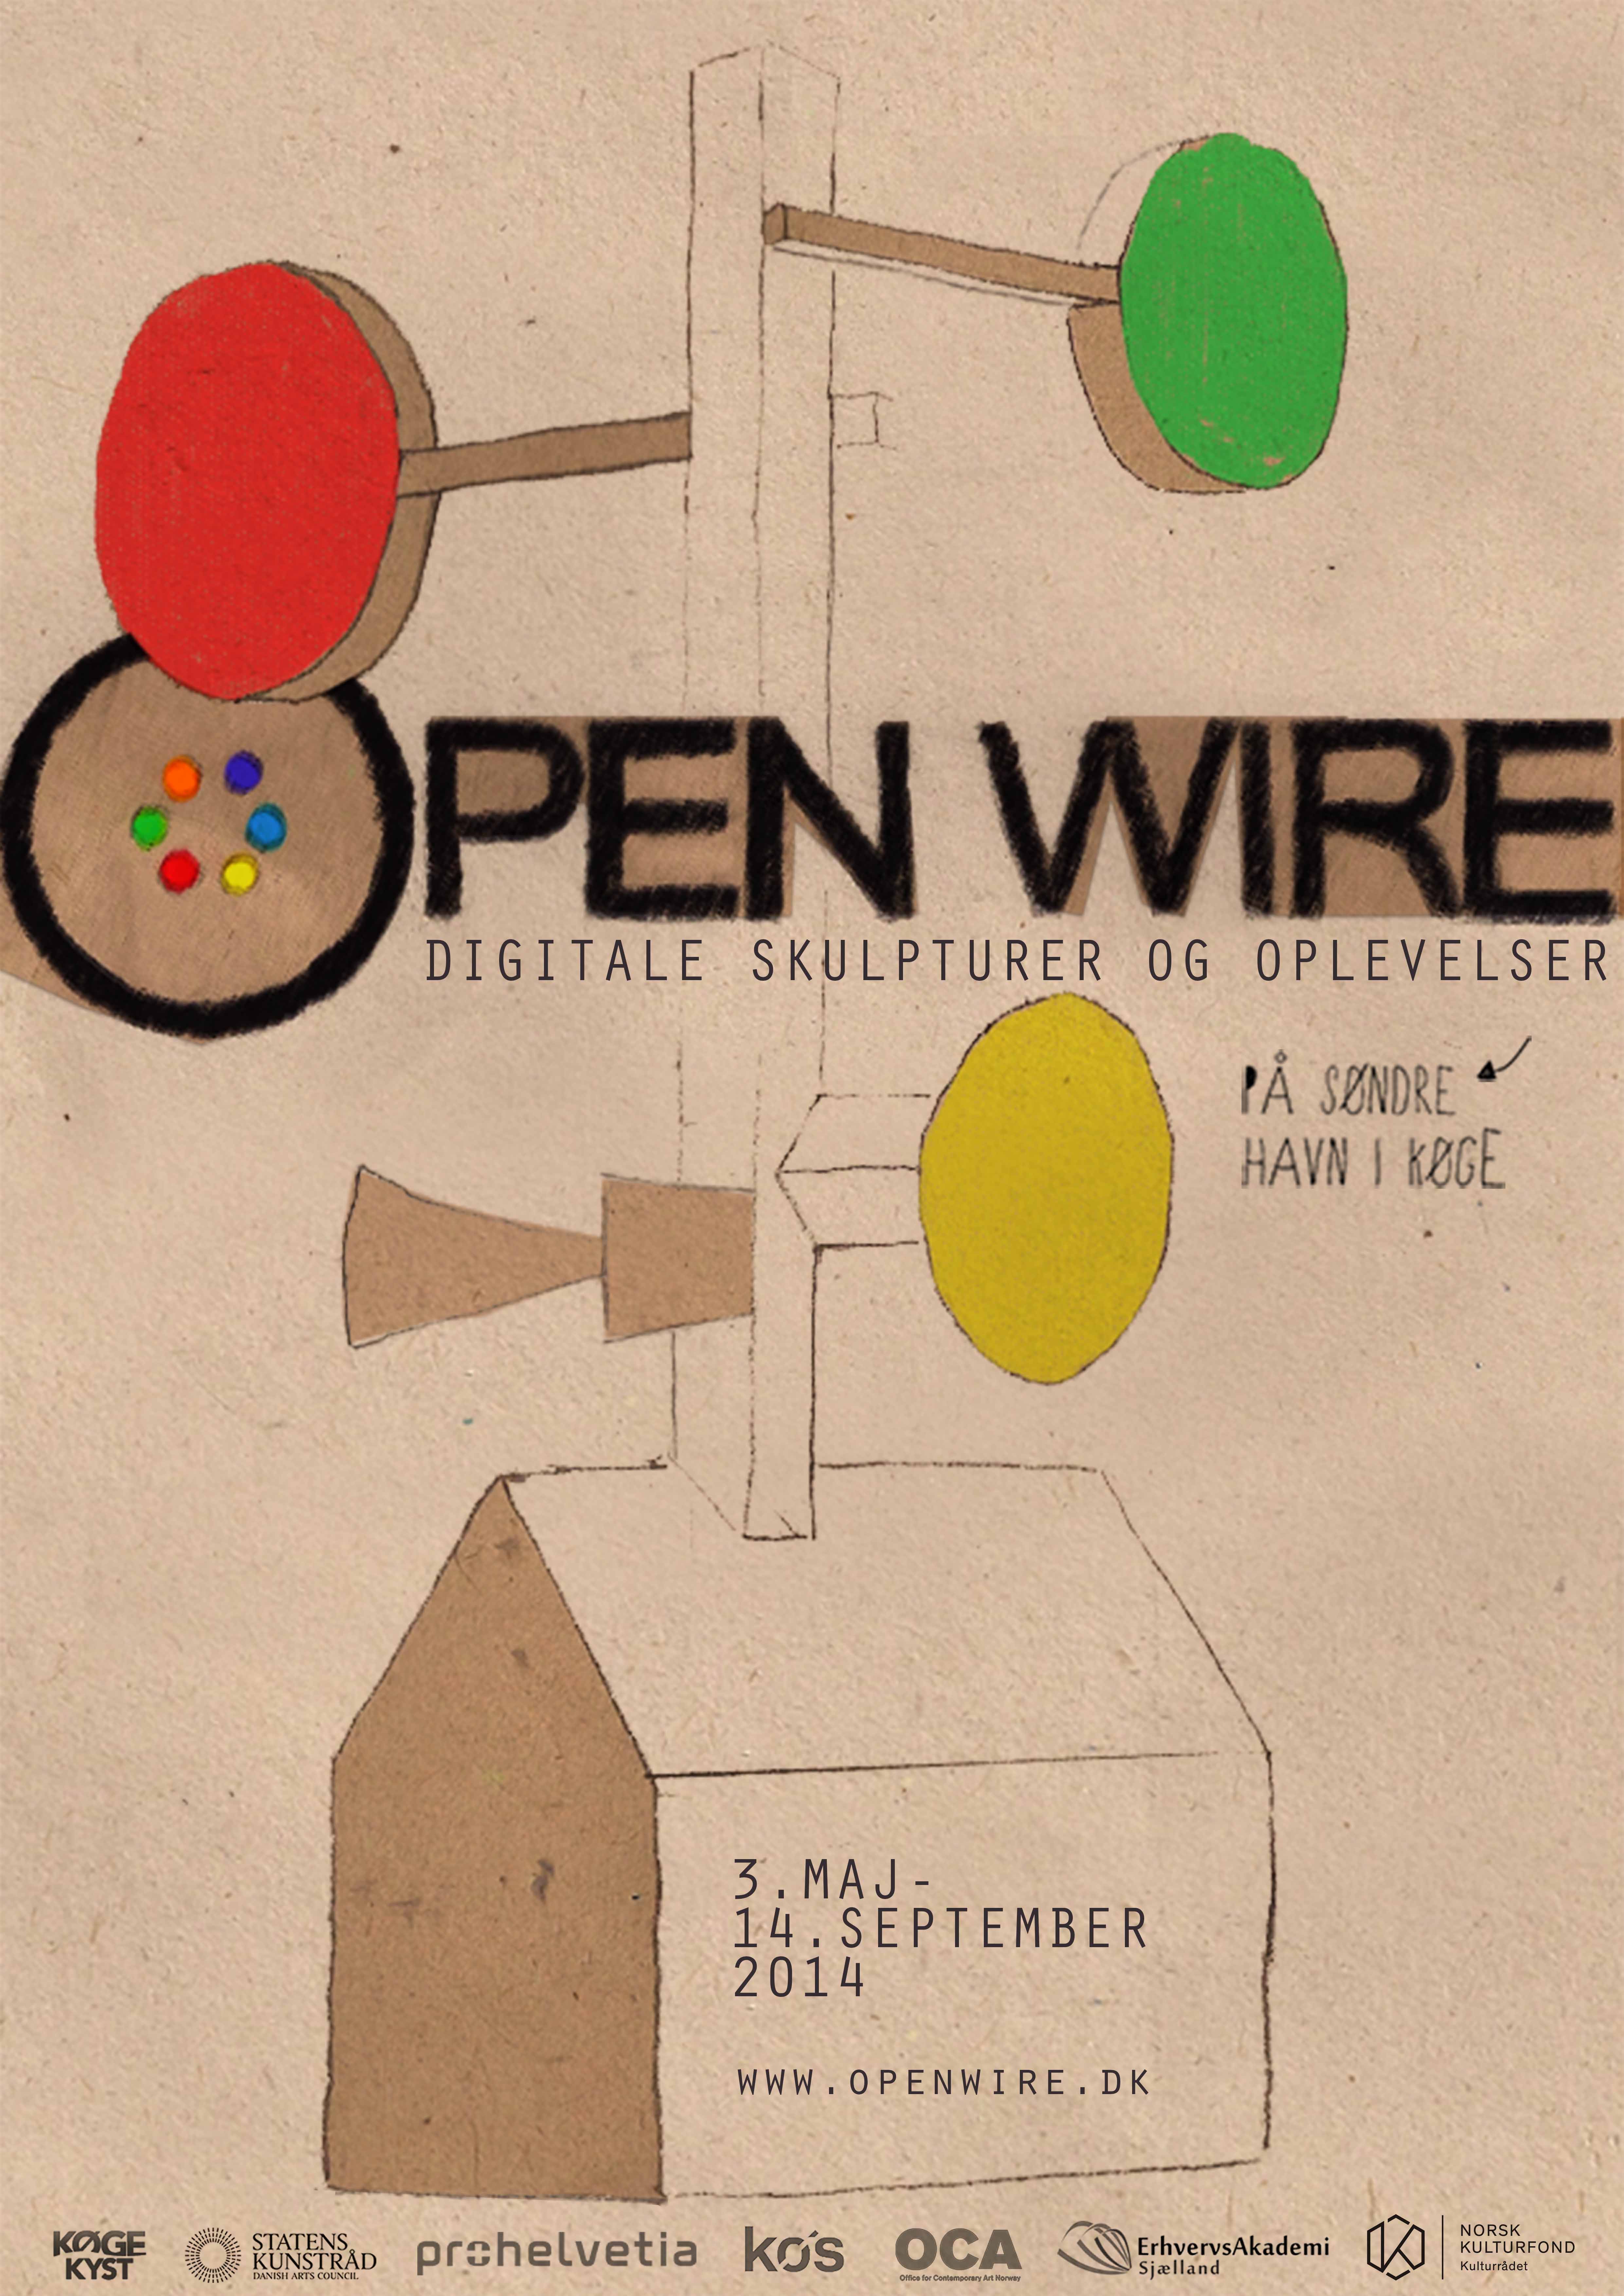 OPEN WIRE
DIGITALE SKULPTURER OG OPLEVELSER
PÅ SØNDRE
HAVN I KØGE
3.MAJ-
14.SEPTEMBER
2014
WWW.OPENWIRE.DK
KØGE
KYST
STATENS
KUNSTRÅD
DANISH ARTS COUNCIL
prohelvetia
køs
OCA
Office for Contemporary Art Norway
ErhvervsAkademi
Sjælland
NORSK
KULTURFOND
Kulturrådet